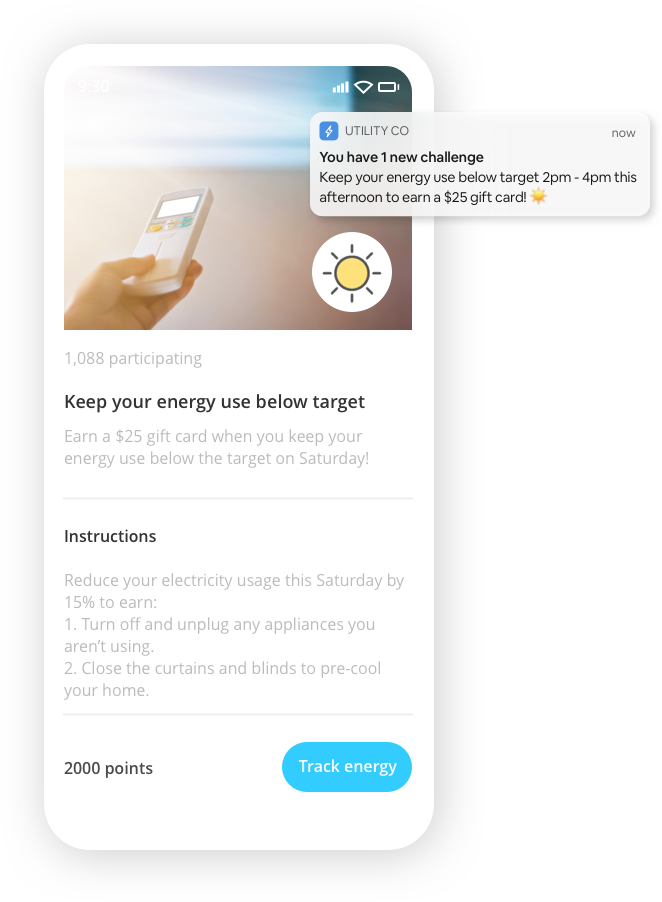 9:30
UTILITY CO
now
You have 1 new challenge
Keep your energy use below target 2pm - 4pm this
afternoon to earn a $25 gift card! ☀️
1,088 participating
Keep your energy use below target
Earn a $25 gift card when you keep your
energy use below the target on Saturday!
Instructions
Reduce your electricity usage this Saturday by
15% to earn:
1. Turn off and unplug any appliances you
aren’t using.
2. Close the curtains and blinds to pre-cool
your home.
2000 points
Track energy